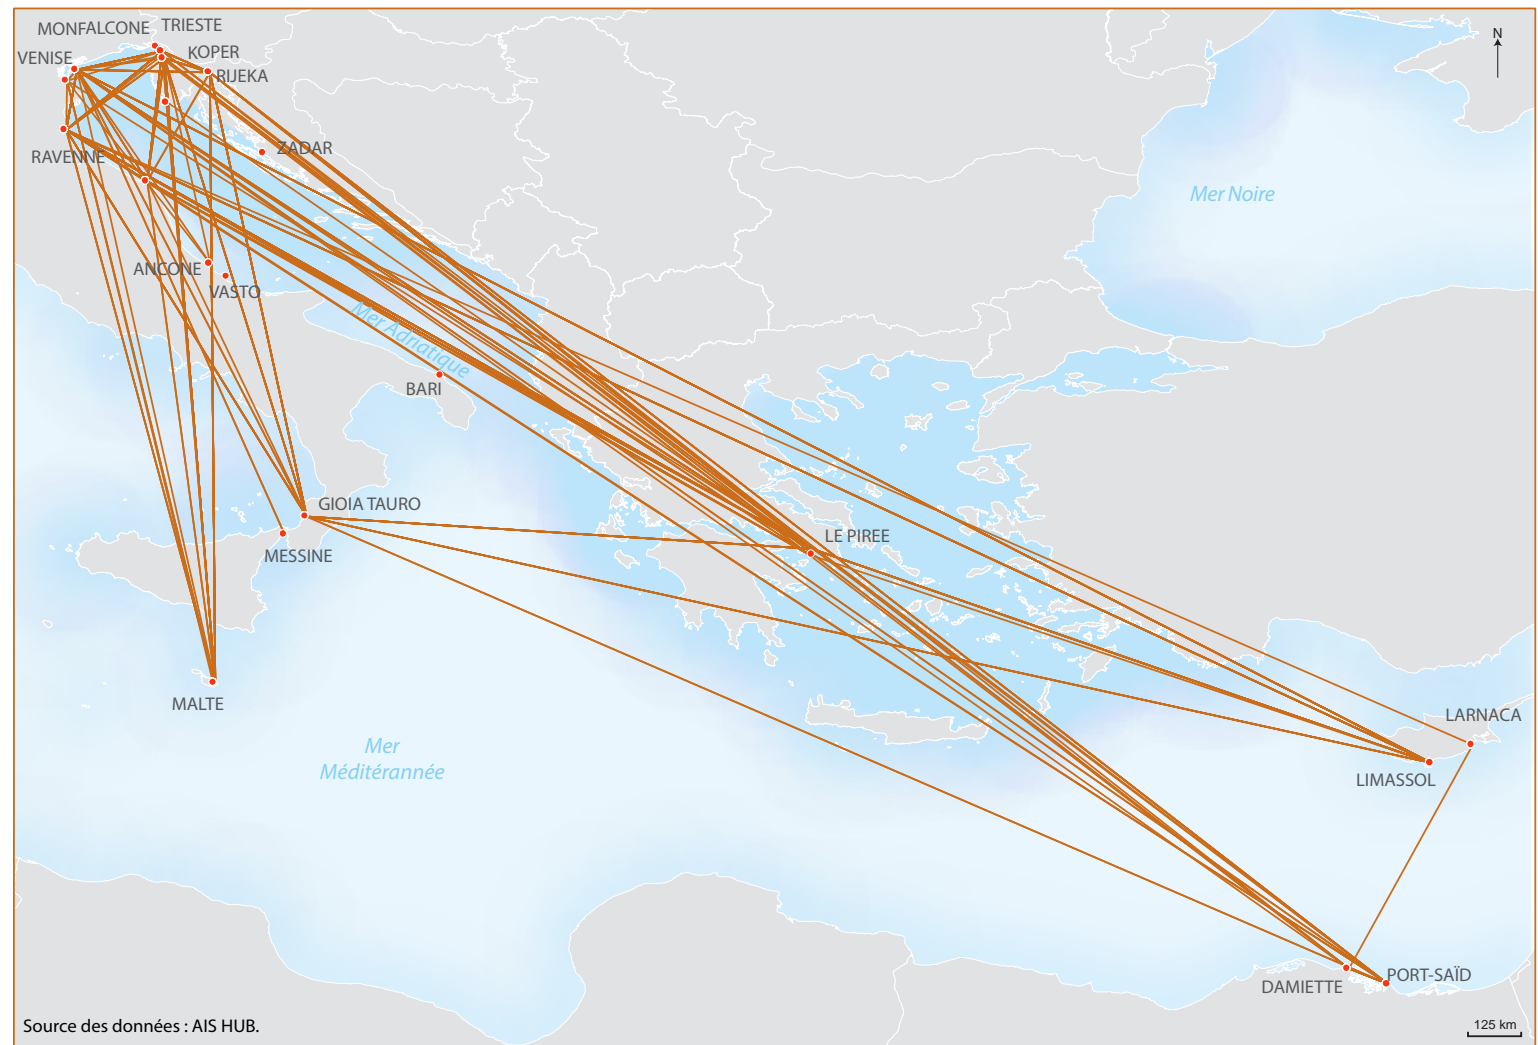 MONFALCONE
TRIESTE
N
VENISE
KOPER
RIJEKA
ZADAR
RAVENNE
Mer Noire
ANCONE
VASTO
Mer Adriatique
BARI
GIOIA TAURO
LE PIREE
MESSINE
MALTE
LARNACA
Mer
Méditérannée
LIMASSOL
PORT-SAÏD
DAMIETTE
Source des données : AIS HUB.
125 km